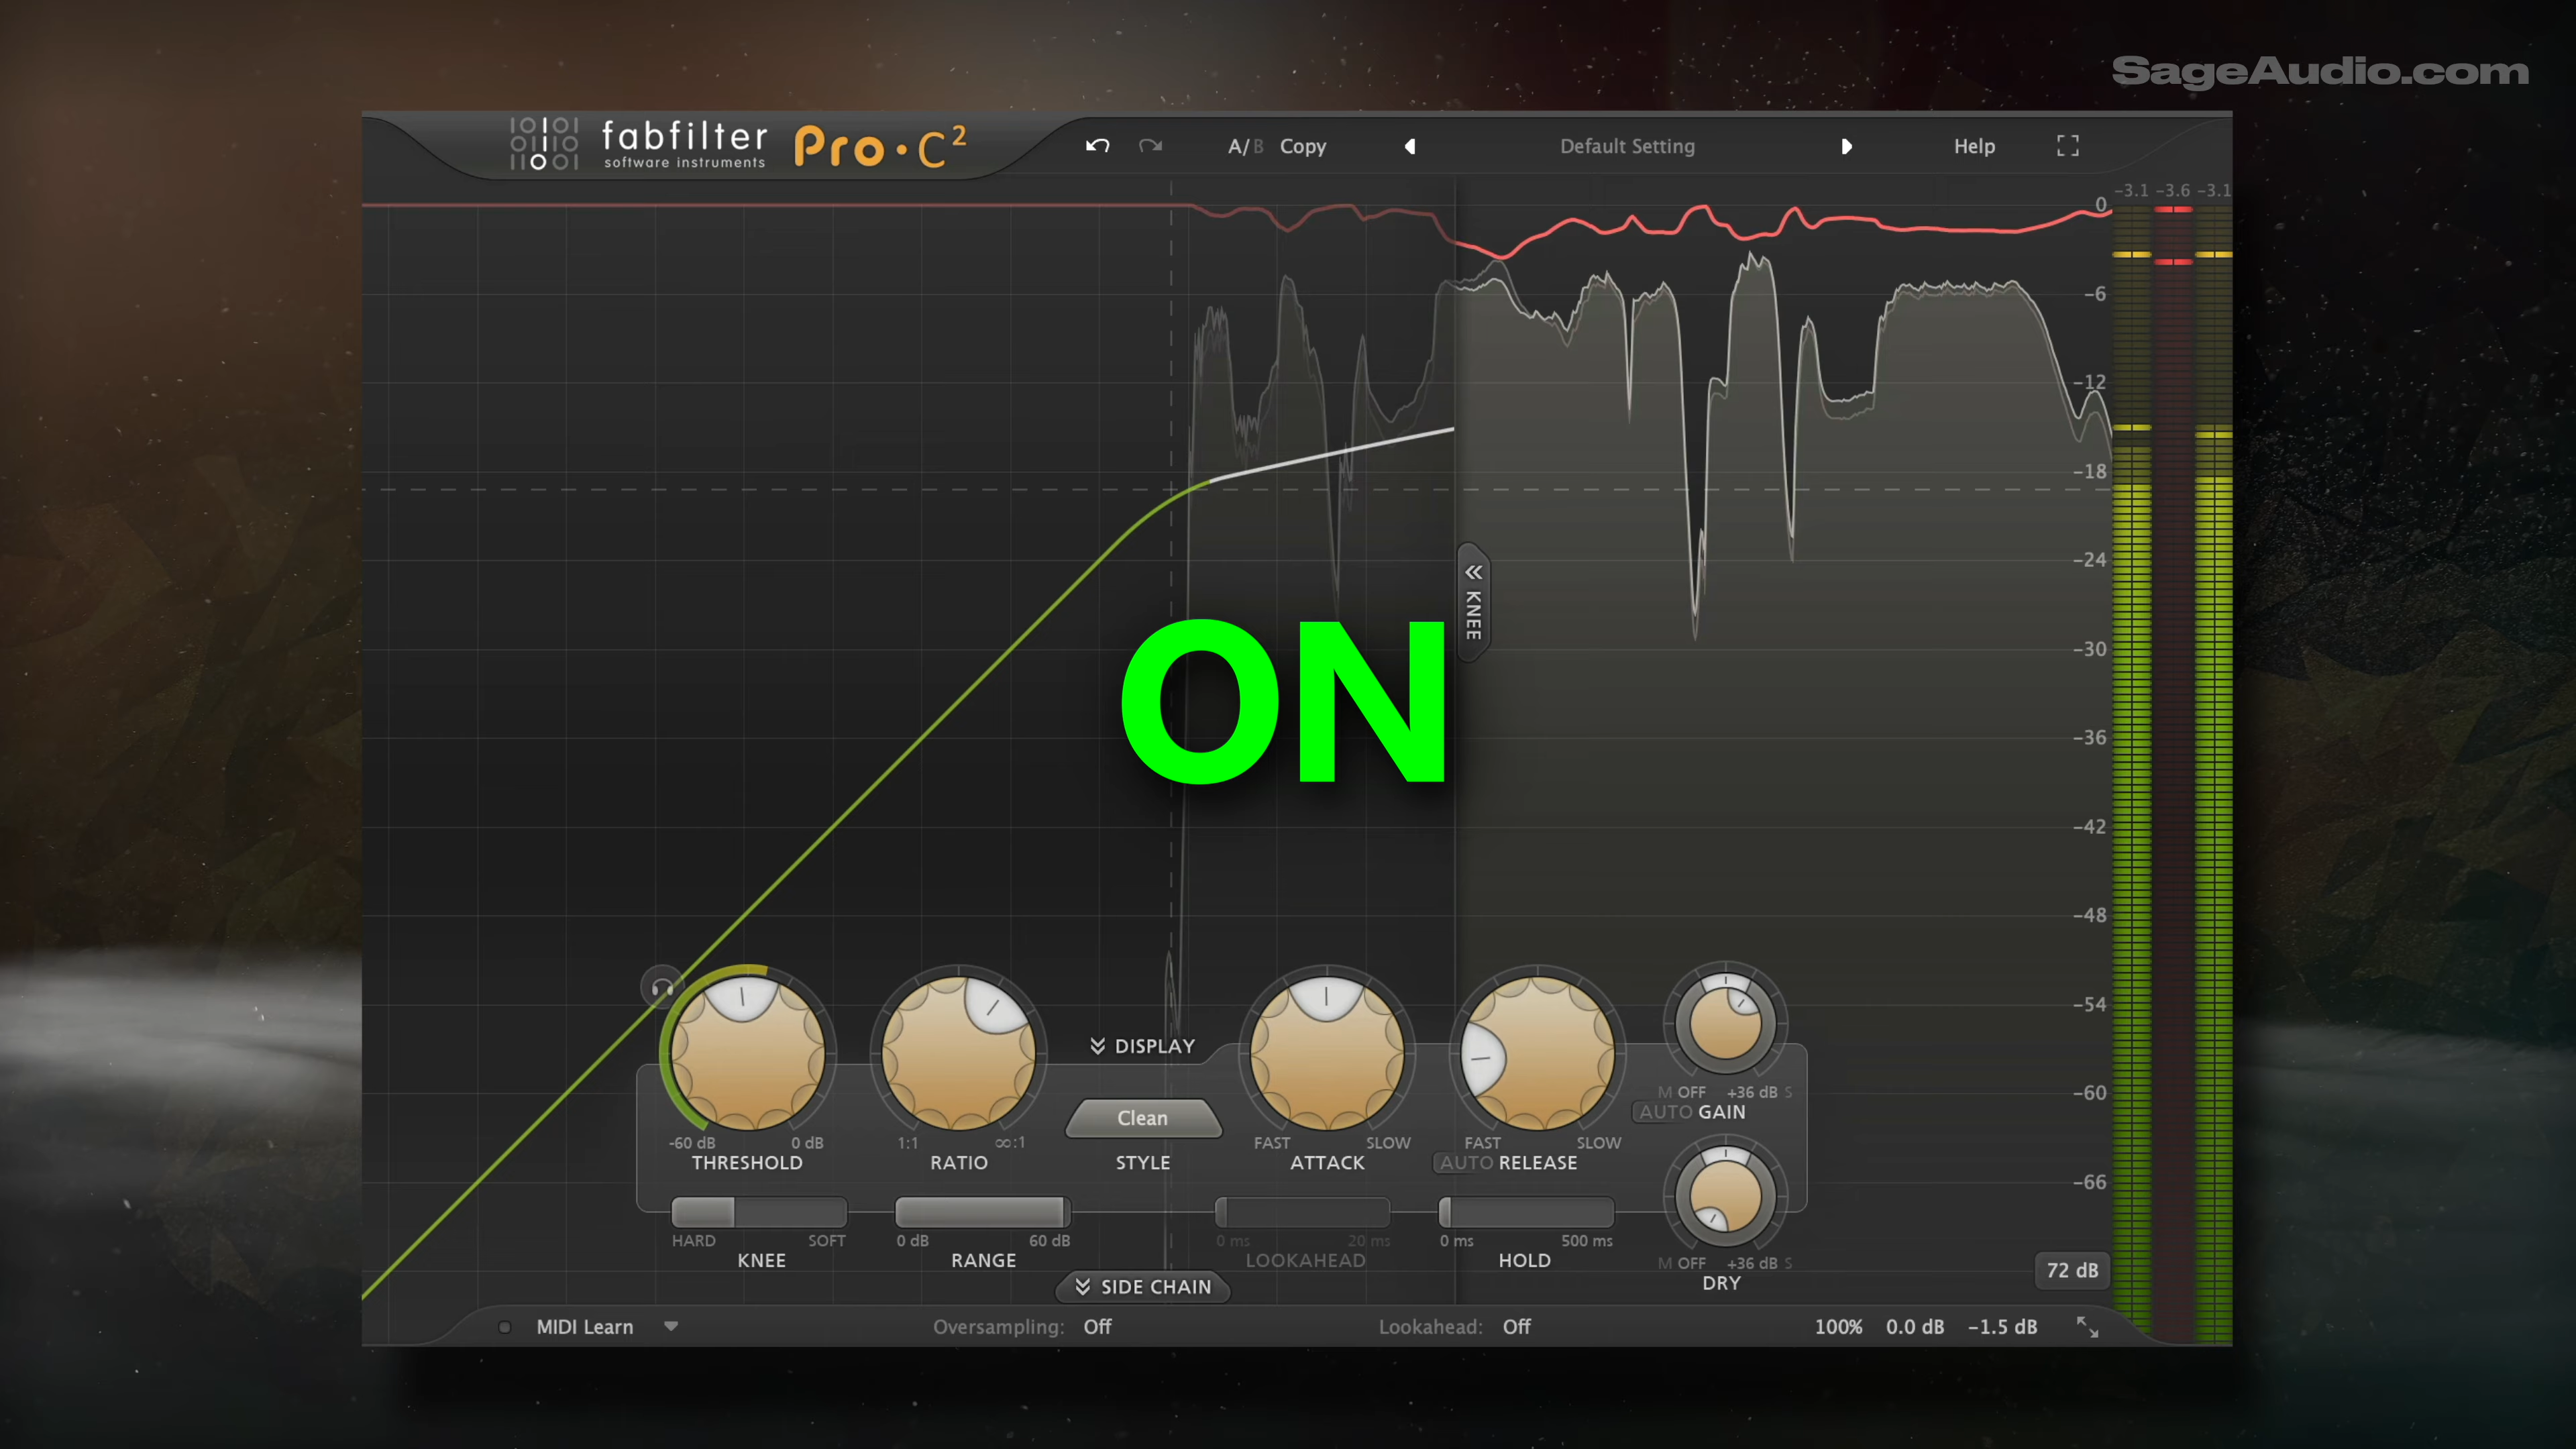 SageAudio.com
fabfilter
software instruments
Pro·C²
A/B Copy
Default Setting
Help
-3.1 -3.6 -3.1
0
-6
-12
-18
-24
-30
-36
-42
-48
-54
-60
-66
KNEE
ON
DISPLAY
-60 dB 0 dB
THRESHOLD
1:1 ∞:1
RATIO
Clean
STYLE
FAST SLOW
ATTACK
FAST SLOW
AUTO RELEASE
M OFF +36 dB S
AUTO GAIN
HARD SOFT
KNEE
0 dB 60 dB
RANGE
0 ms 20 ms
LOOKAHEAD
0 ms 500 ms
HOLD
M OFF +36 dB S
DRY
72 dB
SIDE CHAIN
MIDI Learn
Oversampling: Off
Lookahead: Off
100% 0.0 dB -1.5 dB